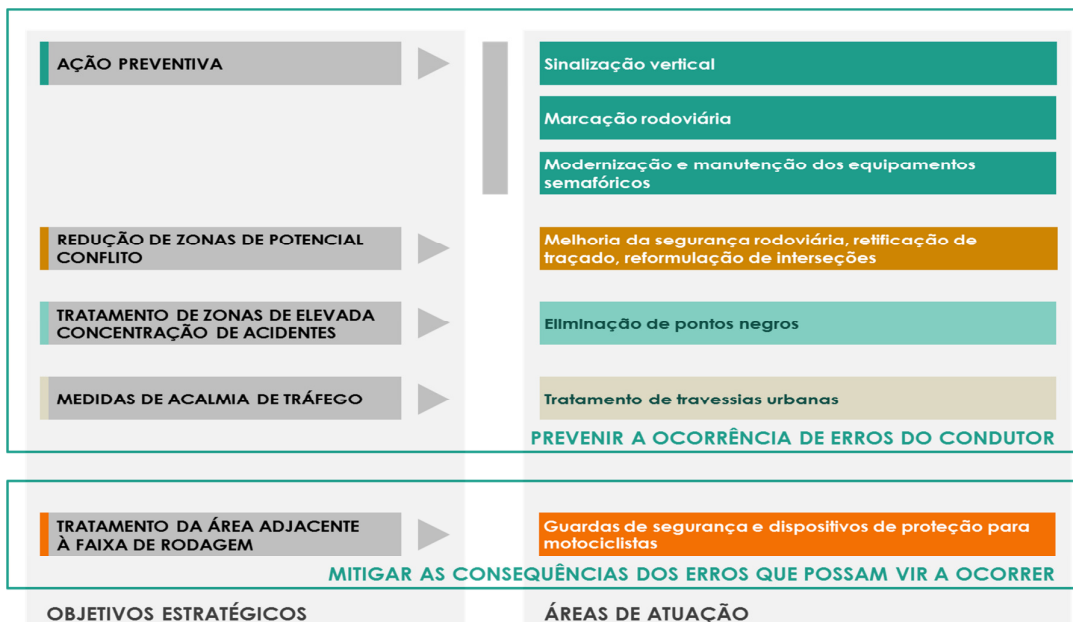 AÇÃO PREVENTIVA
Sinalização vertical
Marcação rodoviária
Modernização e manutenção dos equipamentos
semafóricos
REDUÇÃO DE ZONAS DE POTENCIAL
CONFLITO
Melhoria da segurança rodoviária, retificação de
traçado, reformulação de interseções
TRATAMENTO DE ZONAS DE ELEVADA
CONCENTRAÇÃO DE ACIDENTES
Eliminação de pontos negros
MEDIDAS DE ACALMIA DE TRÁFEGO
Tratamento de travessias urbanas
PREVENIR A OCORRÊNCIA DE ERROS DO CONDUTOR
TRATAMENTO DA ÁREA ADJACENTE
À FAIXA DE RODAGEM
Guardas de segurança e dispositivos de proteção para
motociclistas
MITIGAR AS CONSEQUÊNCIAS DOS ERROS QUE POSSAM VIR A OCORRER
OBJETIVOS ESTRATÉGICOS
ÁREAS DE ATUAÇÃO